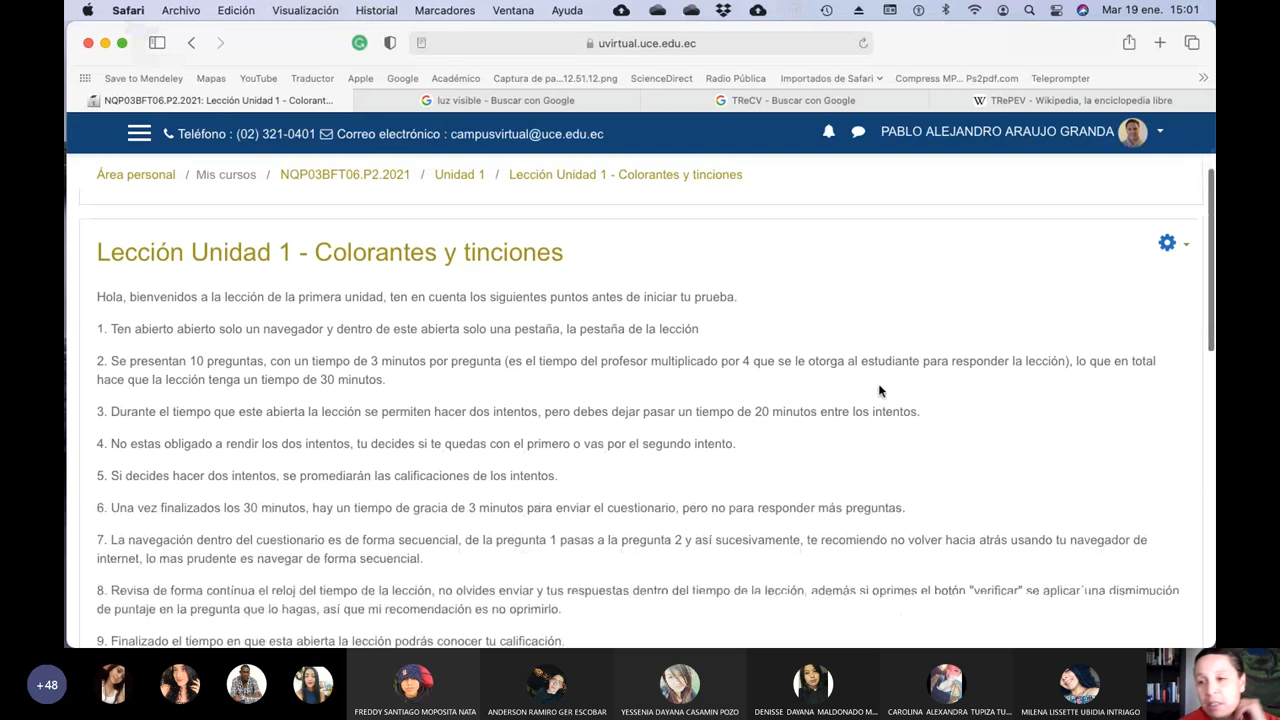 Safari Archivo Edición Visualización Historial Marcadores Ventana Ayuda Mar 19 ene. 15:01
uvirtual.uce.edu.ec
Save to Mendeley Mapas YouTube Traductor Apple Google Académico Captura de pa...12.51.12.png ScienceDirect Radio Pública Importados de Safari Compress MP... Ps2pdf.com Teleprompter
NQP03BFT06.P2.2021: Lección Unidad 1 - Colorant... luz visible - Buscar con Google TReCV - Buscar con Google TRePEV - Wikipedia, la enciclopedia libre
Teléfono : (02) 321-0401 Correo electrónico : campusvirtual@uce.edu.ec PABLO ALEJANDRO ARAUJO GRANDA
Área personal / Mis cursos / NQP03BFT06.P2.2021 / Unidad 1 / Lección Unidad 1 - Colorantes y tinciones
Lección Unidad 1 - Colorantes y tinciones
Hola, bienvenidos a la lección de la primera unidad, ten en cuenta los siguientes puntos antes de iniciar tu prueba.
1. Ten abierto abierto solo un navegador y dentro de este abierta solo una pestaña, la pestaña de la lección
2. Se presentan 10 preguntas, con un tiempo de 3 minutos por pregunta (es el tiempo del profesor multiplicado por 4 que se le otorga al estudiante para responder la lección), lo que en total
hace que la lección tenga un tiempo de 30 minutos.
3. Durante el tiempo que este abierta la lección se permiten hacer dos intentos, pero debes dejar pasar un tiempo de 20 minutos entre los intentos.
4. No estas obligado a rendir los dos intentos, tu decides si te quedas con el primero o vas por el segundo intento.
5. Si decides hacer dos intentos, se promediarán las calificaciones de los intentos.
6. Una vez finalizados los 30 minutos, hay un tiempo de gracia de 3 minutos para enviar el cuestionario, pero no para responder más preguntas.
7. La navegación dentro del cuestionario es de forma secuencial, de la pregunta 1 pasas a la pregunta 2 y así sucesivamente, te recomiendo no volver hacia atrás usando tu navegador de
internet, lo mas prudente es navegar de forma secuencial.
8. Revisa de forma contínua el reloj del tiempo de la lección, no olvides enviar y tus respuestas dentro del tiempo de la lección, además si oprimes el botón "verificar" se aplicar´una dismimución
de puntaje en la pregunta que lo hagas, así que mi recomendación es no oprimirlo.
9. Finalizado el tiempo en que esta abierta la lección podrás conocer tu calificación.
+48 FREDDY SANTIAGO MOPOSITA NATA ANDERSON RAMIRO GER ESCOBAR YESSENIA DAYANA CASAMIN POZO DENISSE DAYANA MALDONADO M... CAROLINA ALEXANDRA TUPIZA TU... MILENA LISSETTE UBIDIA INTRIAGO